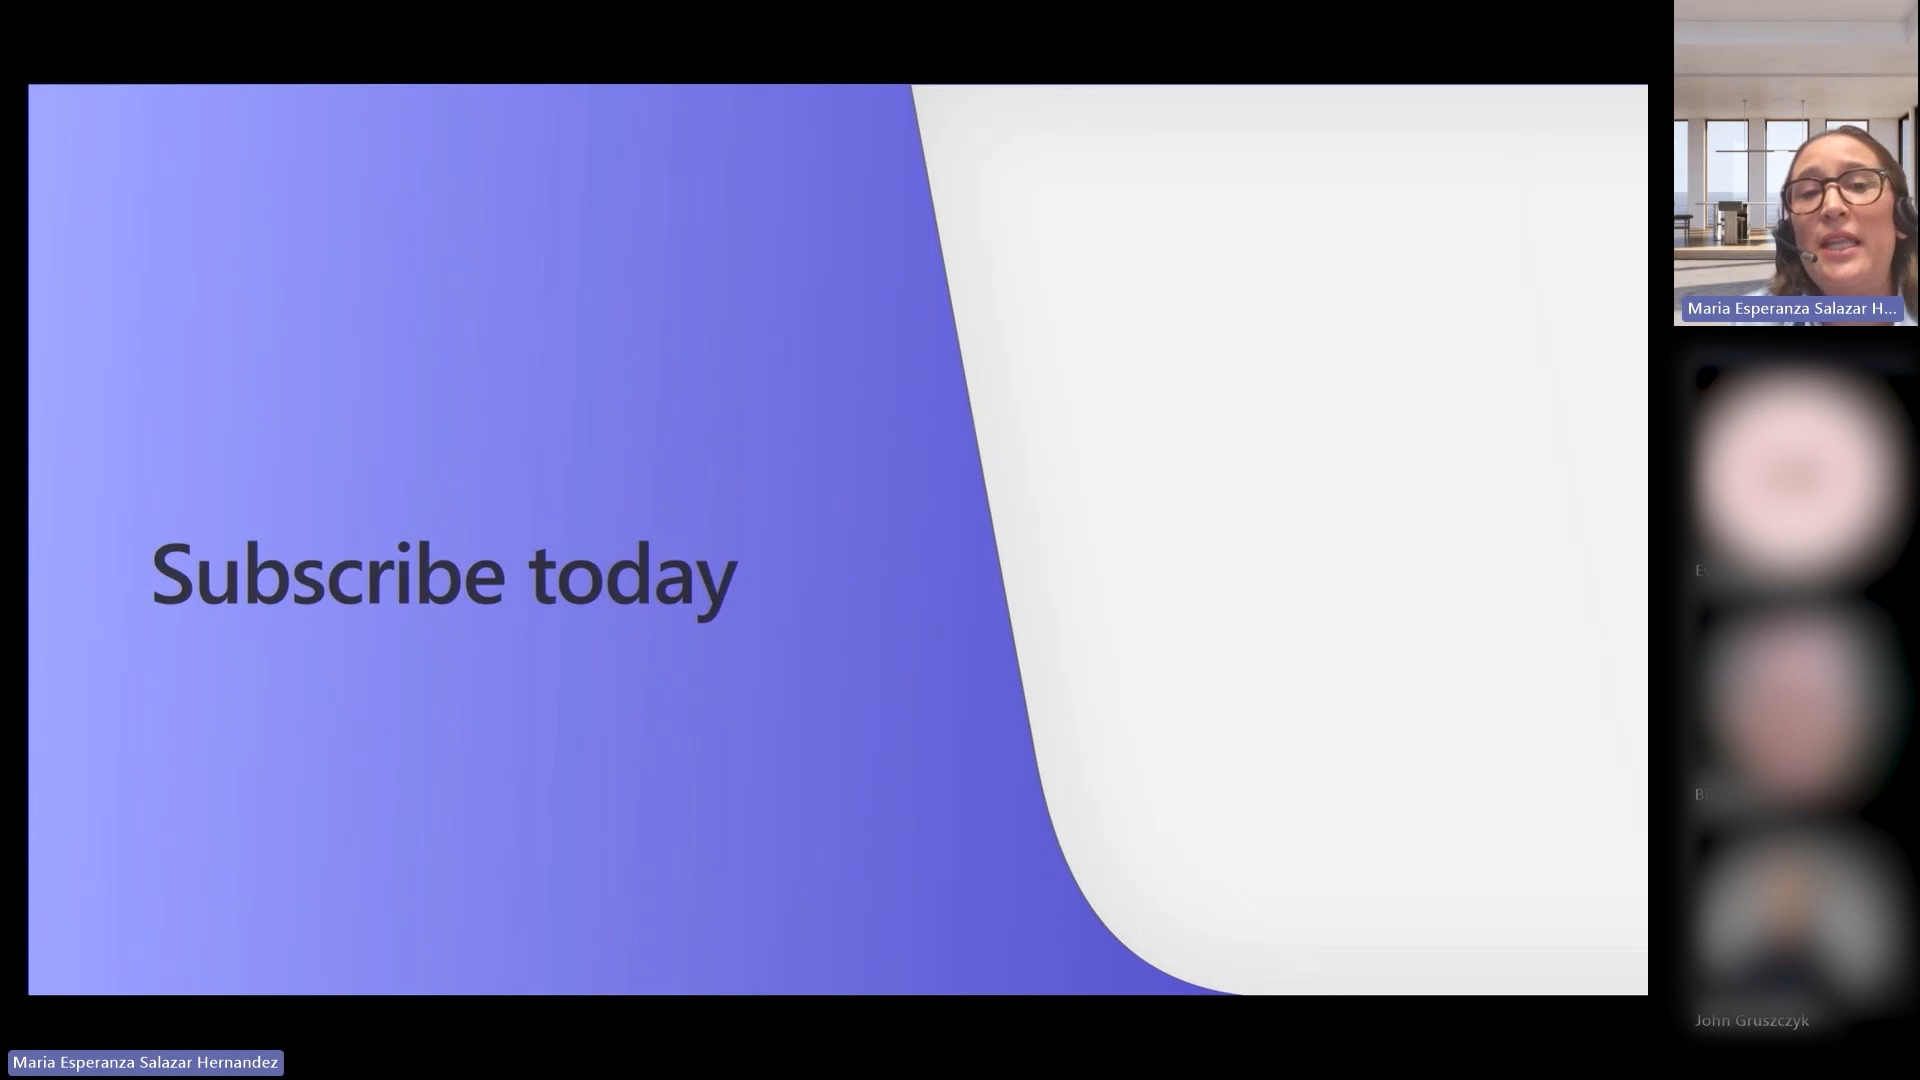 Subscribe today
Maria Esperanza Salazar H...
John Gruszczyk
Maria Esperanza Salazar Hernandez